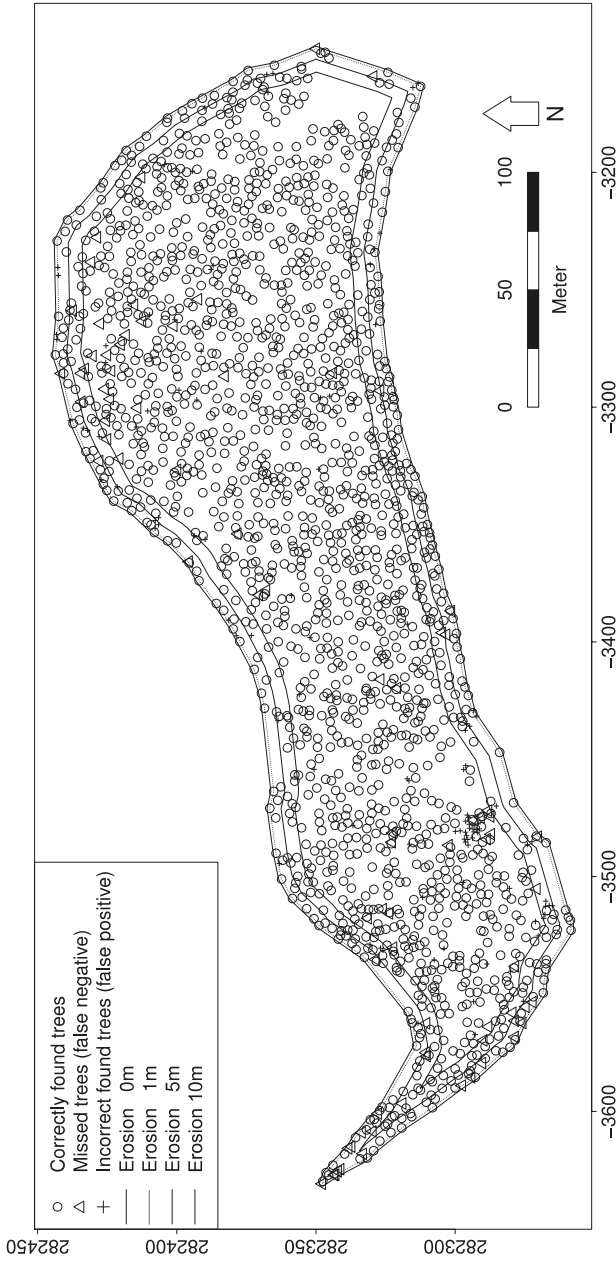 Correctly found trees
Missed trees (false negative)
Incorrect found trees (false positive)
Erosion 0m
Erosion 1m
Erosion 5m
Erosion 10m
282450
282400
282350
282300
−3600
−3500
−3400
−3300
−3200
0 50 100
Meter
N